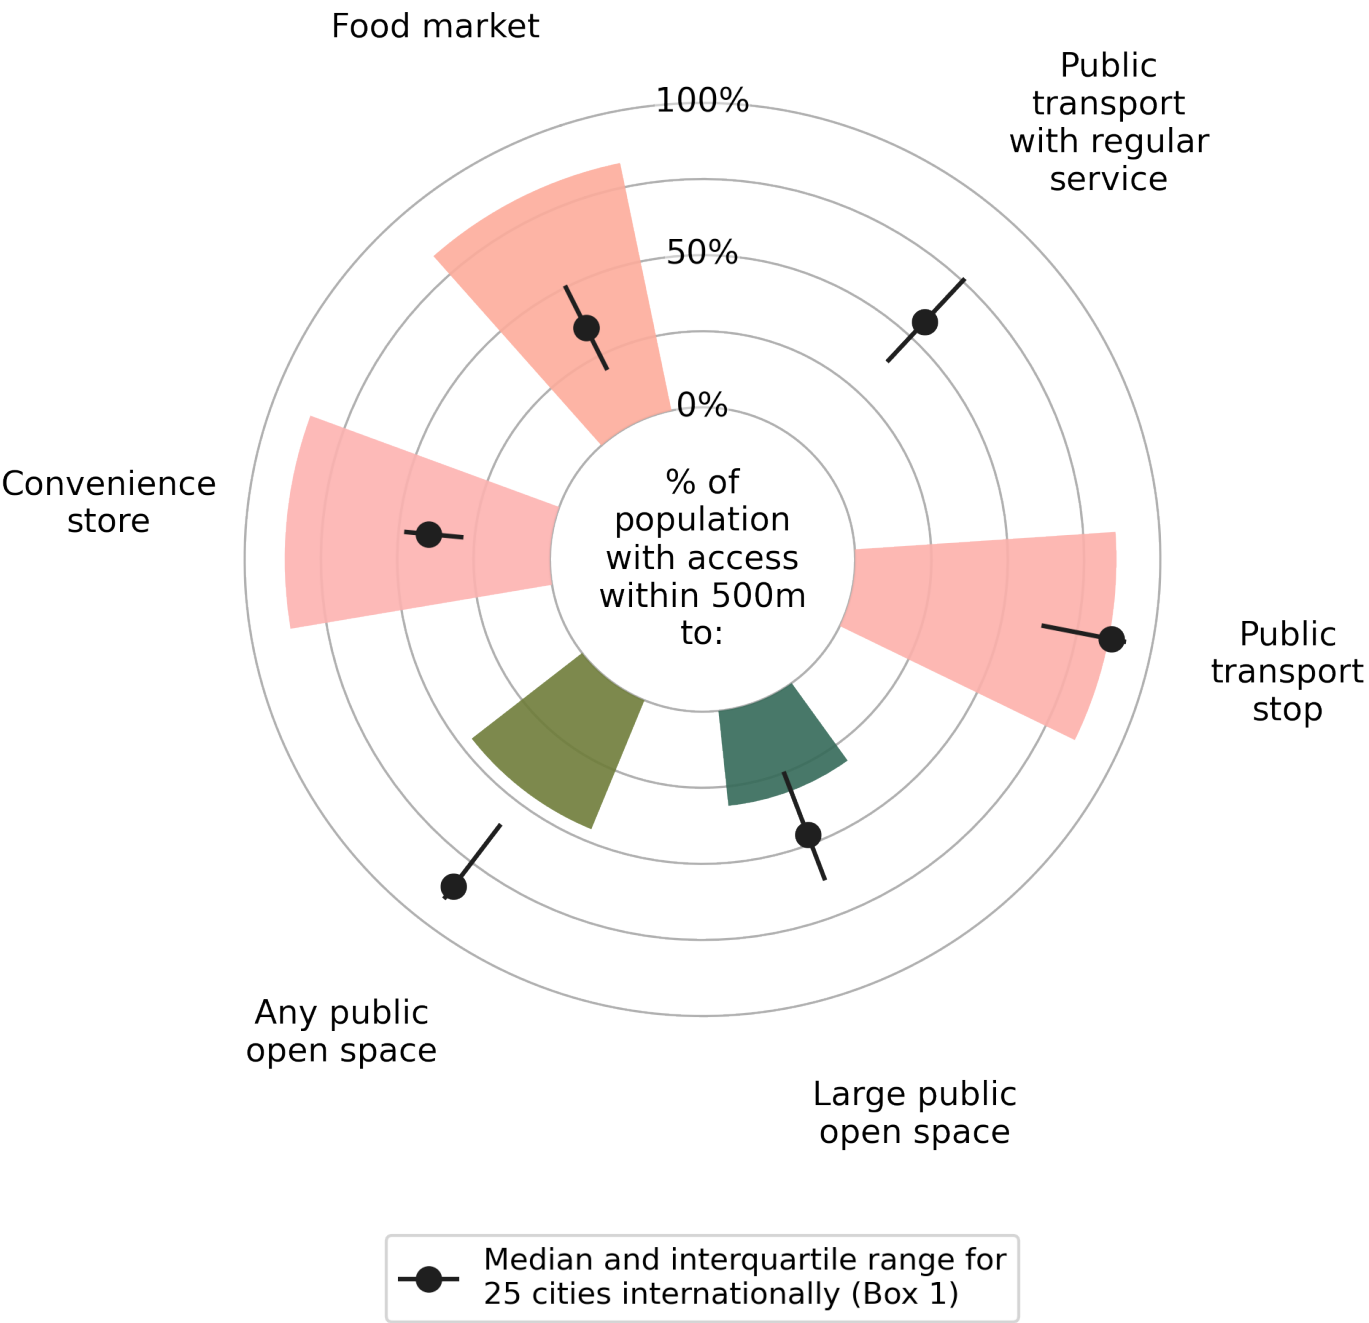 Food market
Public
transport
with regular
service
100%
50%
0%
% of
population
with access
within 500m
to:
Convenience
store
Public
transport
stop
Any public
open space
Large public
open space
Median and interquartile range for
25 cities internationally (Box 1)